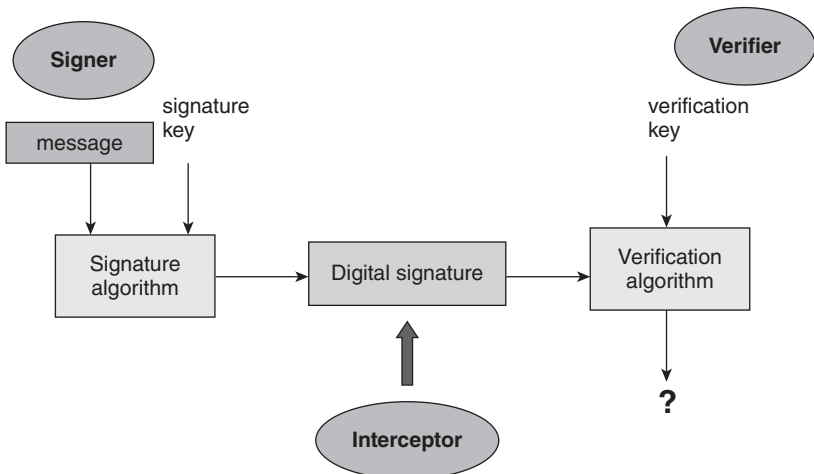 Signer
Verifier
signature
key
verification
key
message
Signature
algorithm
Digital signature
Verification
algorithm
?
Interceptor